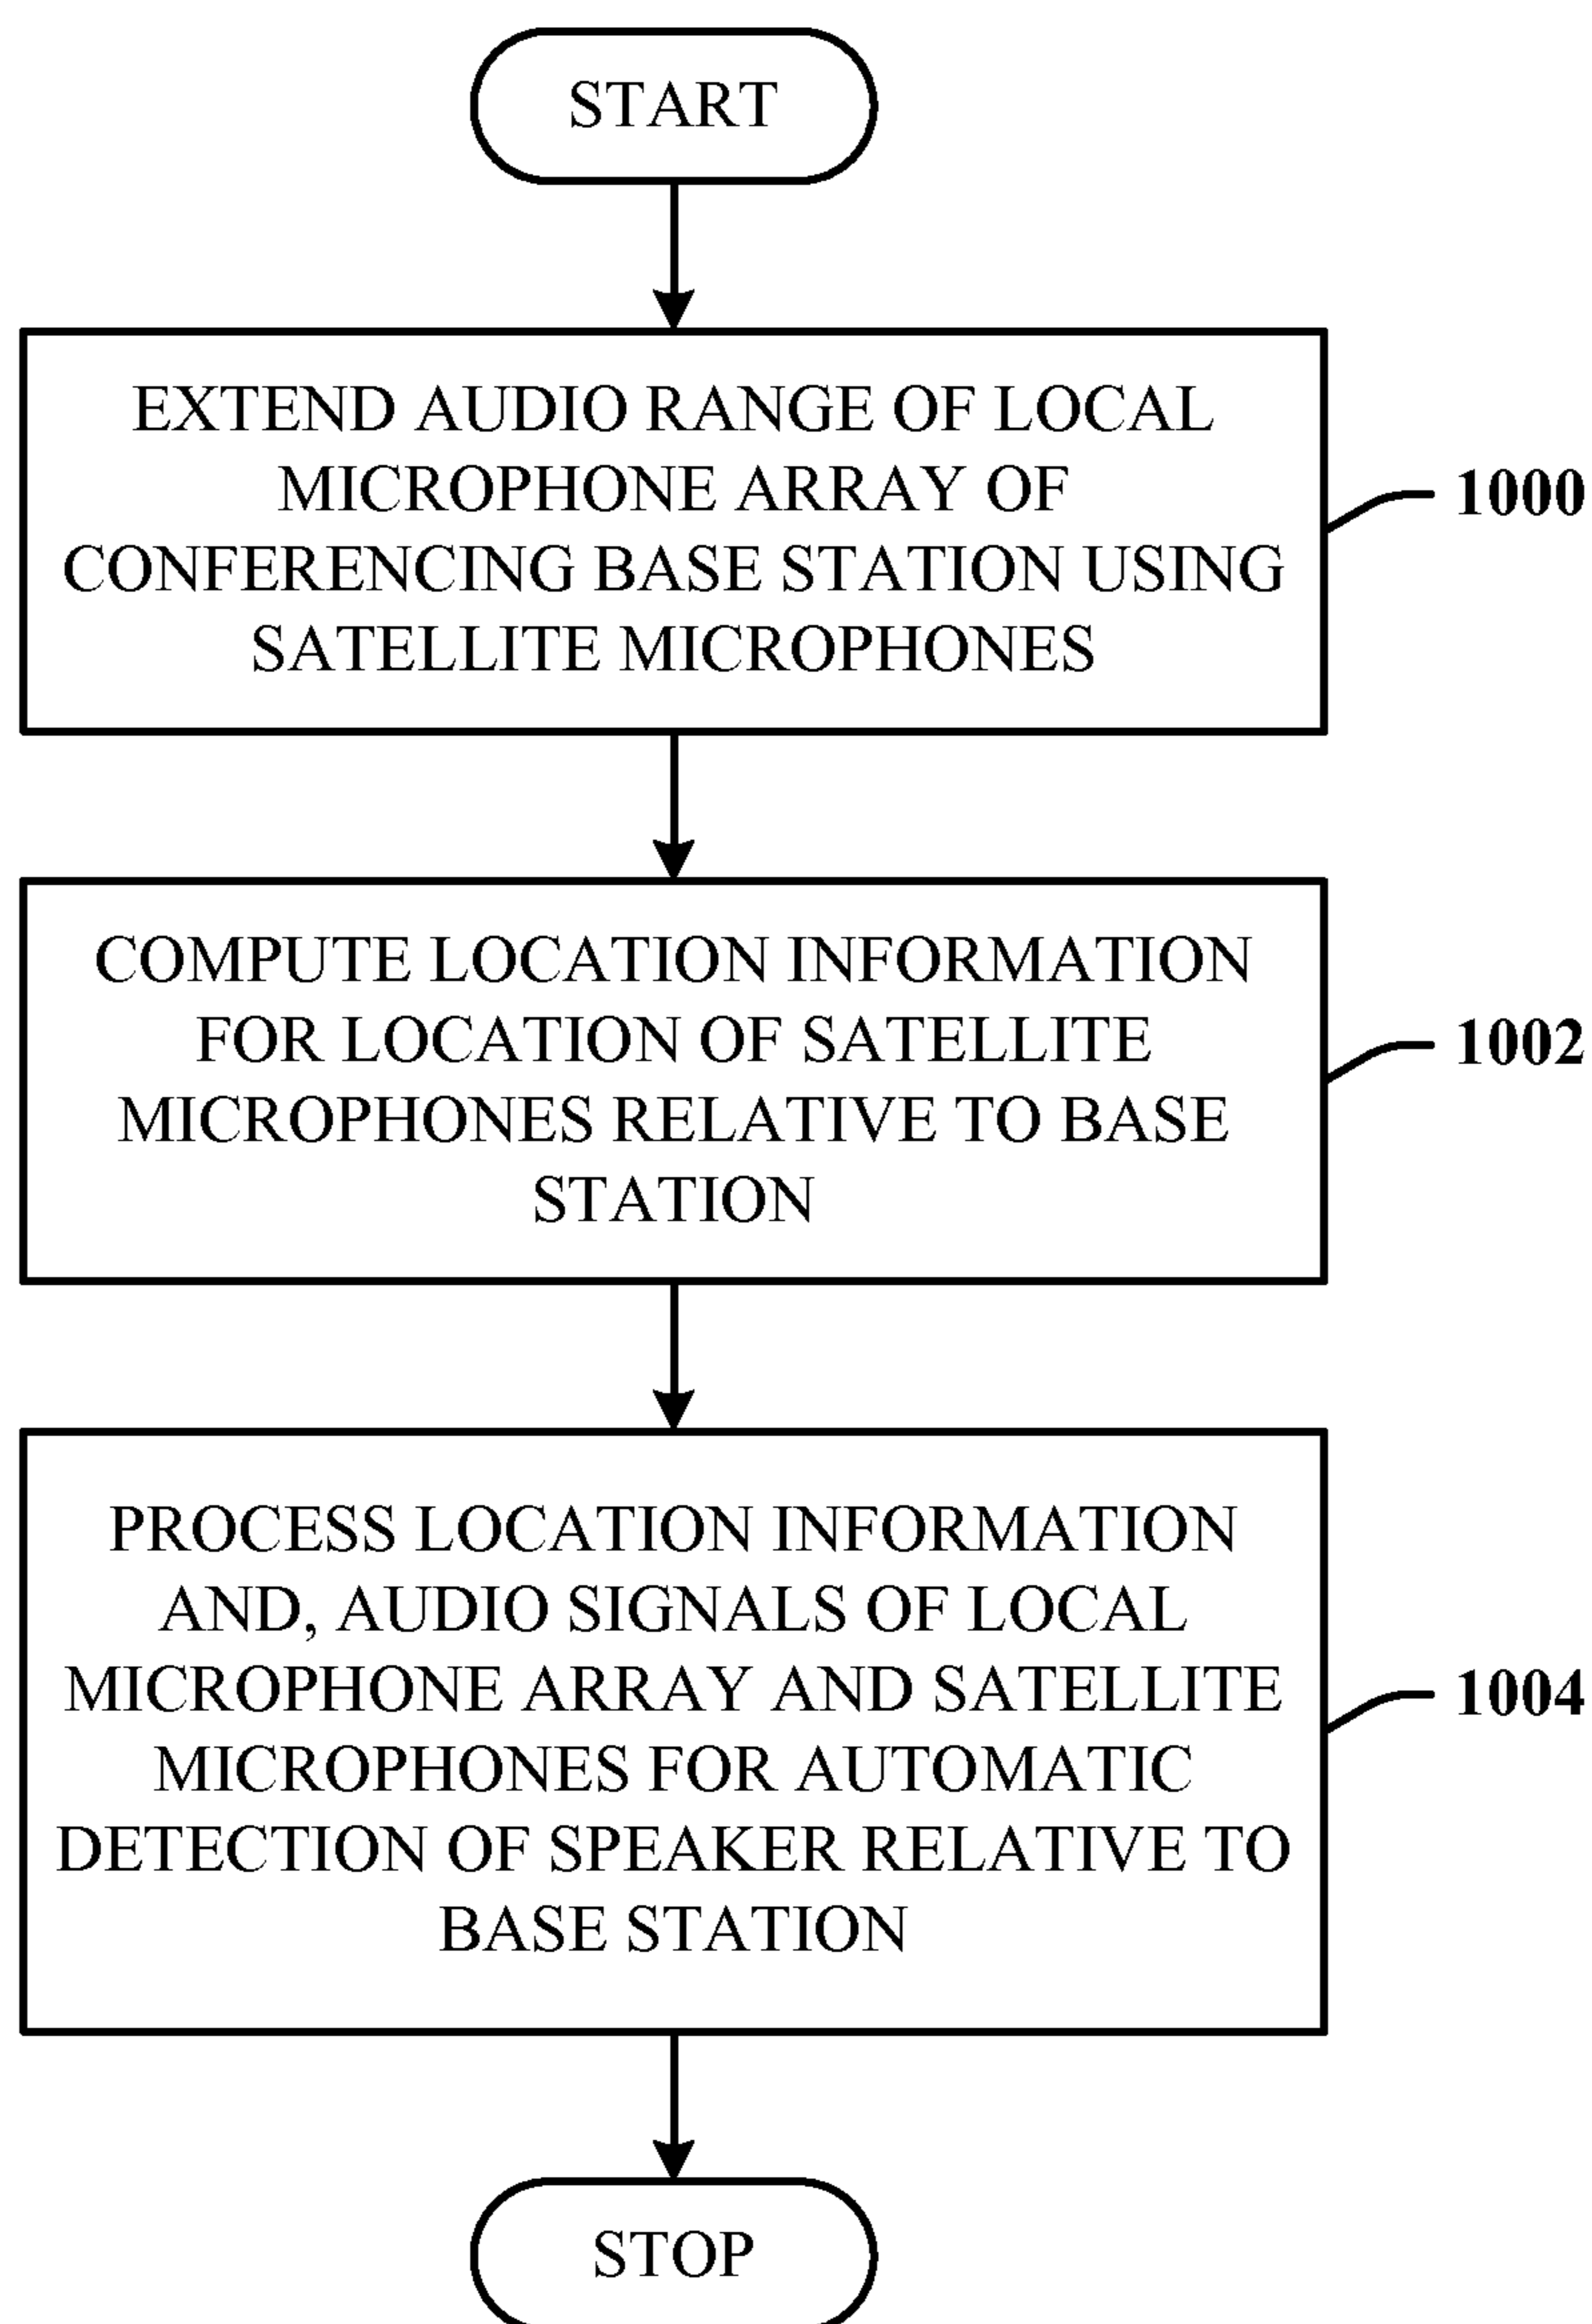 START
EXTEND AUDIO RANGE OF LOCAL
MICROPHONE ARRAY OF
CONFERENCING BASE STATION USING
SATELLITE MICROPHONES
1000
COMPUTE LOCATION INFORMATION
FOR LOCATION OF SATELLITE
MICROPHONES RELATIVE TO BASE
STATION
1002
PROCESS LOCATION INFORMATION
AND, AUDIO SIGNALS OF LOCAL
MICROPHONE ARRAY AND SATELLITE
MICROPHONES FOR AUTOMATIC
DETECTION OF SPEAKER RELATIVE TO
BASE STATION
1004
STOP